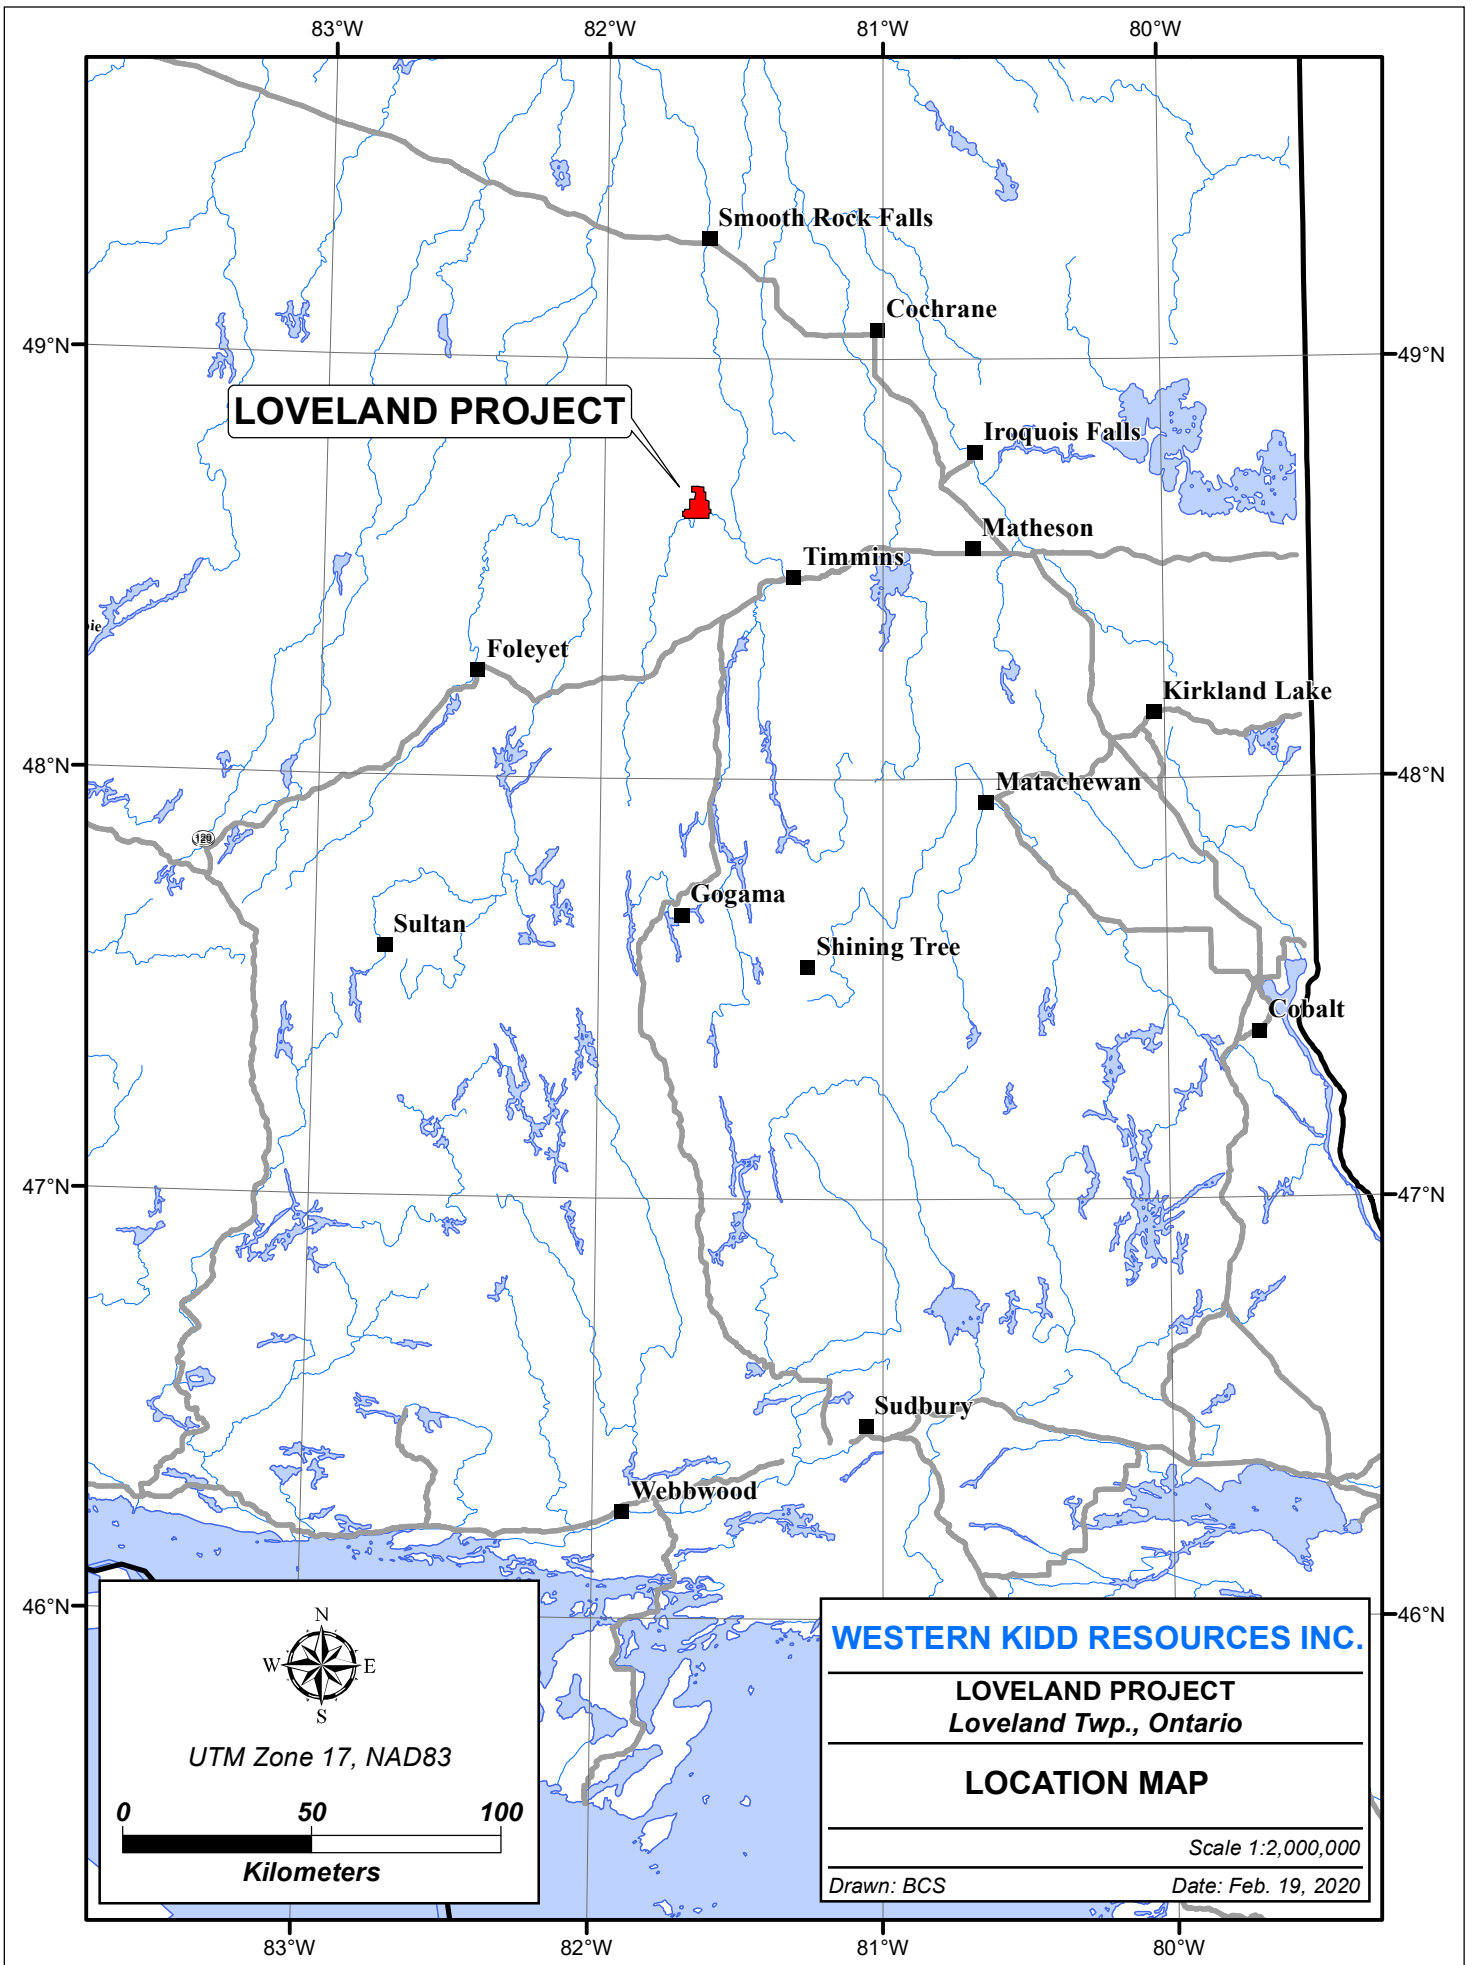 83°W 82°W 81°W 80°W
Smooth Rock Falls
Cochrane
49°N 49°N
LOVELAND PROJECT
Iroquois Falls
Matheson
Timmins
Foleyet
Kirkland Lake
48°N 48°N
Matachewan
129
Gogama
Sultan
Shining Tree
Cobalt
47°N 47°N
Sudbury
Webbwood
46°N 46°N
N
W E
S
UTM Zone 17, NAD83
0 50 100
Kilometers
WESTERN KIDD RESOURCES INC.
LOVELAND PROJECT
Loveland Twp., Ontario
LOCATION MAP
Scale 1:2,000,000
Drawn: BCS Date: Feb. 19, 2020
83°W 82°W 81°W 80°W